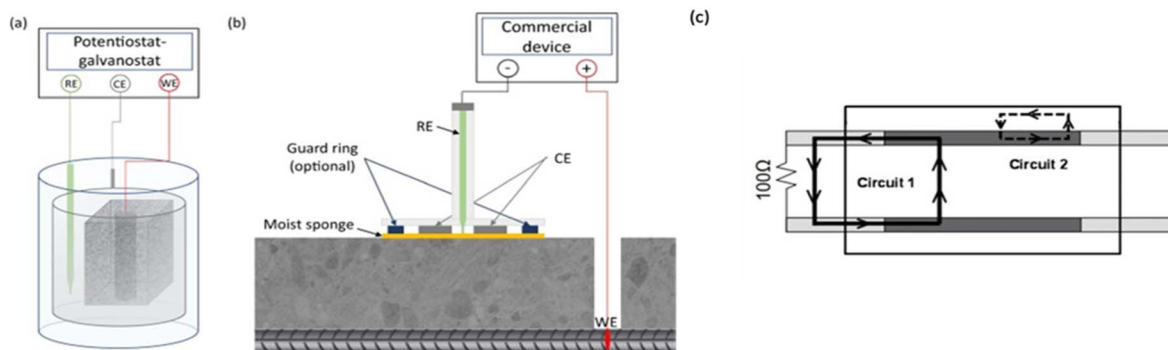 (a)
Potentiostat-
galvanostat
RE
CE
WE
(b)
Commercial
device
-
+
RE
Guard ring
(optional)
CE
Moist sponge
WE
(c)
100Ω
Circuit 1
Circuit 2